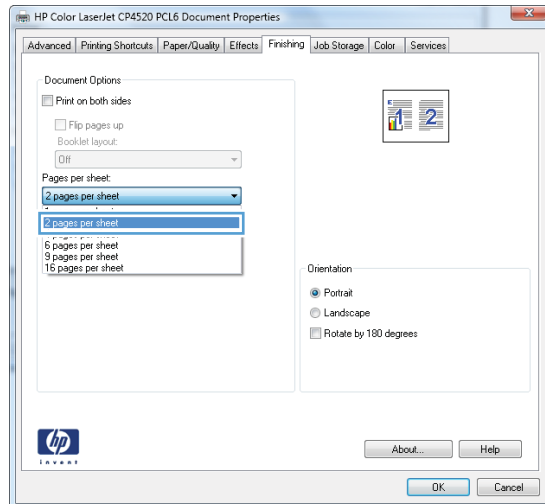 HP Color LaserJet CP4520 PCL6 Document Properties
Advanced Printing Shortcuts Paper/Quality Effects Finishing Job Storage Color Services
Document Options
Print on both sides
Flip pages up
Booklet layout:
Off
Pages per sheet:
2 pages per sheet
2 pages per sheet
6 pages per sheet
9 pages per sheet
16 pages per sheet
1 2
Orientation
Portrait
Landscape
Rotate by 180 degrees
hp
invent
About... Help
OK Cancel